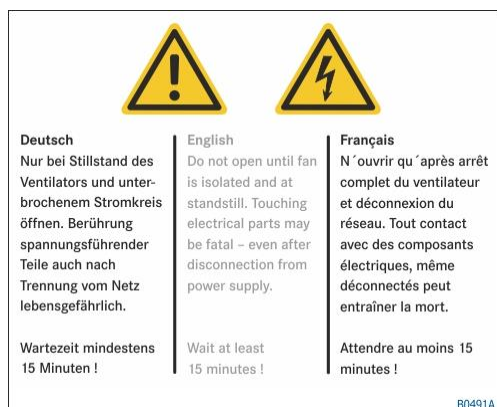 Deutsch
Nur bei Stillstand des
Ventilators und unter-
brochenem Stromkreis
öffnen. Berührung
spannungsführender
Teile auch nach
Trennung vom Netz
lebensgefährlich.
Wartezeit mindestens
15 Minuten !
English
Do not open until fan
is isolated and at
standstill. Touching
electrical parts may
be fatal – even after
disconnection from
power supply.
Wait at least
15 minutes !
Français
N´ouvrir qu´après arrêt
complet du ventilateur
et déconnexion du
réseau. Tout contact
avec des composants
électriques, même
déconnectés peut
entraîner la mort.
Attendre au moins 15
minutes !
B0491A